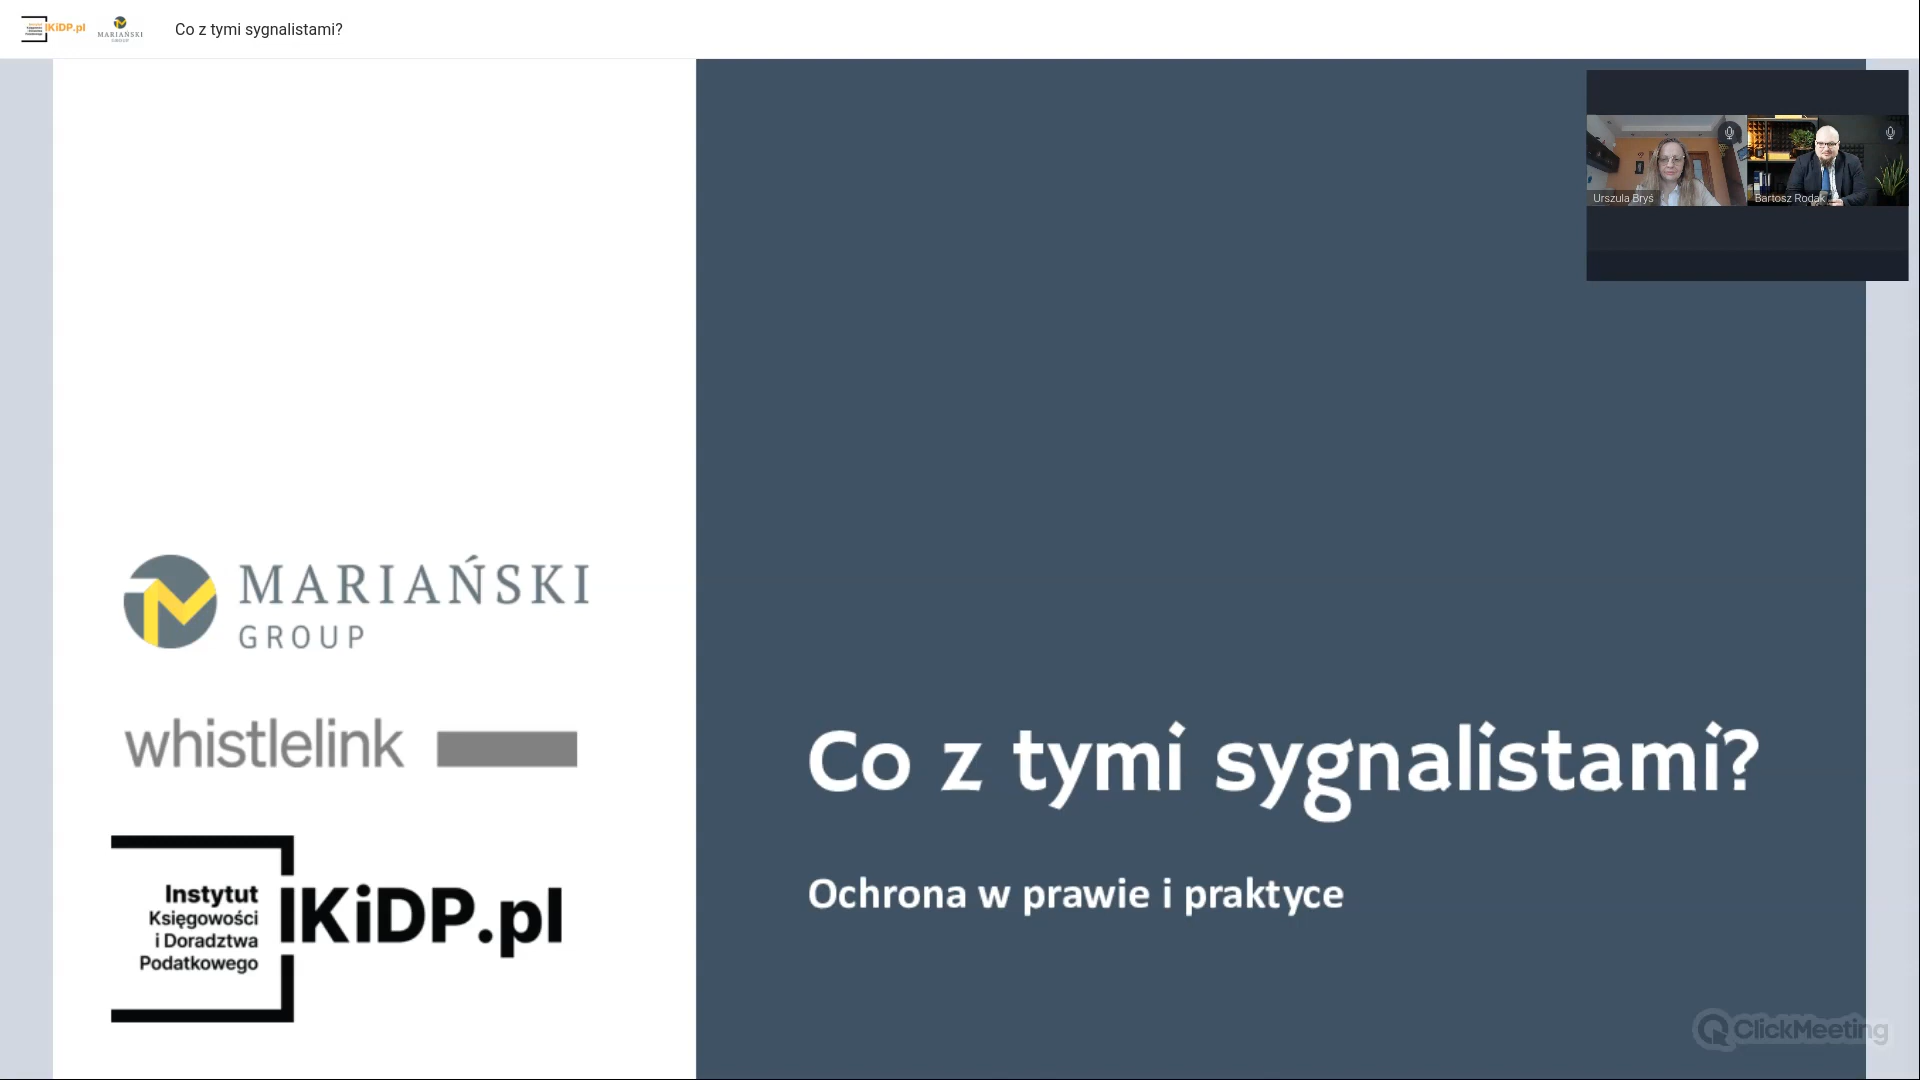 IKiDP.pl
MARIAŃSKI
Co z tymi sygnalistami?
Urszula Bryś
Bartosz Rodak
MARIAŃSKI
GROUP
whistlelink
Instytut
Księgowości
i Doradztwa
Podatkowego
IKiDP.pl
Co z tymi sygnalistami?
Ochrona w prawie i praktyce
ClickMeeting